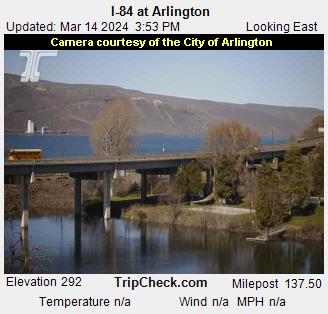 I-84 at Arlington
Updated: Mar 14 2024 3:53 PM Looking East
Camera courtesy of the City of Arlington
Elevation 292 TripCheck.com Milepost 137.50
Temperature n/a Wind n/a MPH n/a